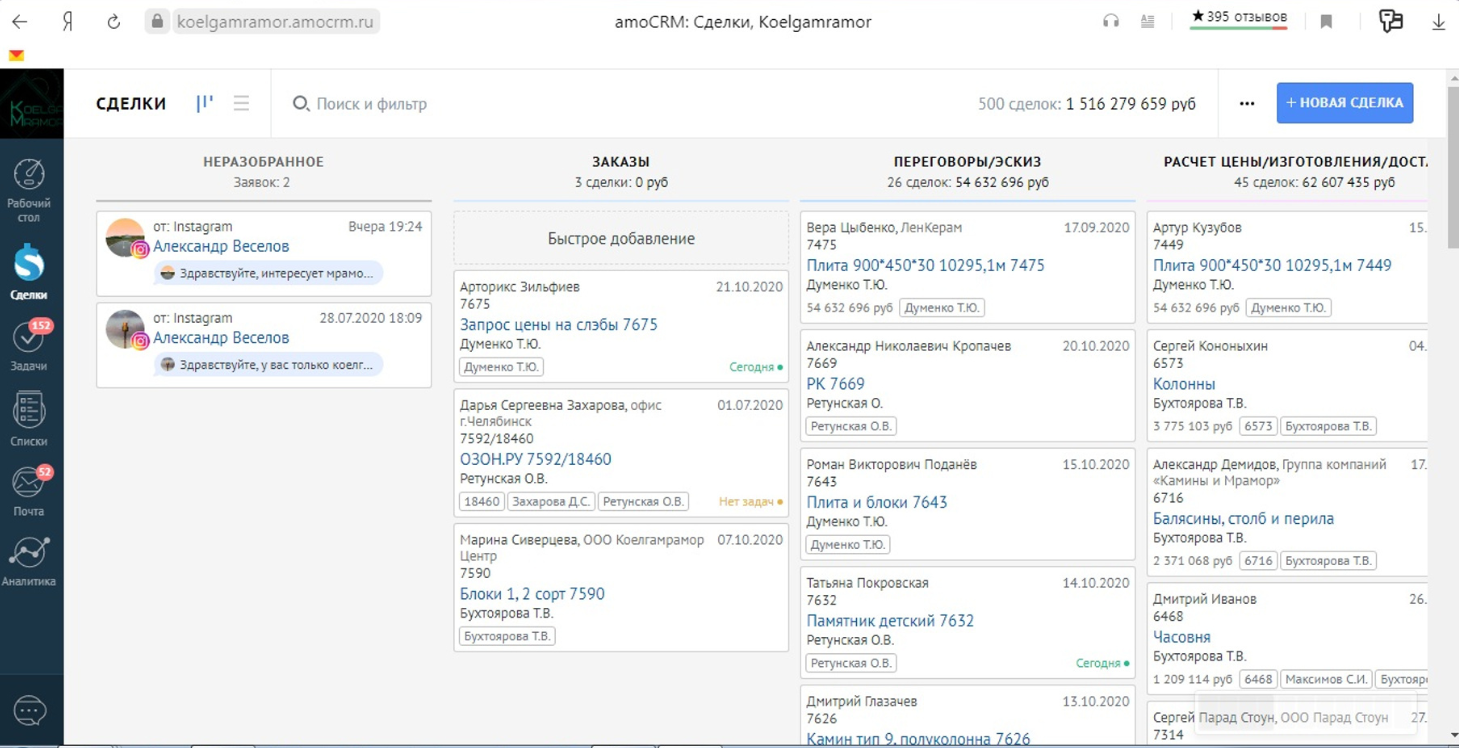 Я
koelgamramor.amocrm.ru
amoCRM: Сделки, Koelgamramor
★ 395 отзывов
СДЕЛКИ
Поиск и фильтр
500 сделок: 1 516 279 659 руб
+ НОВАЯ СДЕЛКА
Рабочий
стол
Сделки
152
Задачи
Списки
52
Почта
Аналитика
НЕРАЗОБРАННОЕ
Заявок: 2
от: Instagram Вчера 19:24
Александр Веселов
Здравствуйте, интересует мрамо...
от: Instagram 28.07.2020 18:09
Александр Веселов
Здравствуйте, у вас только коелг...
ЗАКАЗЫ
3 сделки: 0 руб
Быстрое добавление
Арторикс Зильфиев 21.10.2020
7675
Запрос цены на слэбы 7675
Думенко Т.Ю.
Думенко Т.Ю. Сегодня
Дарья Сергеевна Захарова, офис 01.07.2020
г.Челябинск
7592/18460
ОЗОН.РУ 7592/18460
Ретунская О.В.
18460 Захарова Д.С. Ретунская О.В. Нет задач
Марина Сиверцева, ООО Коелгамрамор 07.10.2020
Центр
7590
Блоки 1, 2 сорт 7590
Бухтоярова Т.В.
Бухтоярова Т.В.
ПЕРЕГОВОРЫ/ЭСКИЗ
26 сделок: 54 632 696 руб
Вера Цыбенко, ЛенКерам 17.09.2020
7475
Плита 900*450*30 10295,1м 7475
Думенко Т.Ю.
54 632 696 руб Думенко Т.Ю.
Александр Николаевич Кропачев 20.10.2020
7669
РК 7669
Ретунская О.
Ретунская О.В.
Роман Викторович Поданёв 15.10.2020
7643
Плита и блоки 7643
Думенко Т.Ю.
Думенко Т.Ю.
Татьяна Покровская 14.10.2020
7632
Памятник детский 7632
Ретунская О.В.
Ретунская О.В. Сегодня
Дмитрий Глазачев 13.10.2020
7626
Камин тип 9, полуколонна 7626
РАСЧЕТ ЦЕНЫ/ИЗГОТОВЛЕНИЯ/ДОСТА
45 сделок: 62 607 435 руб
Артур Кузубов 15.
7449
Плита 900*450*30 10295,1м 7449
Думенко Т.Ю.
54 632 696 руб Думенко Т.Ю.
Сергей Кононыхин 04.
6573
Колонны
Бухтоярова Т.В.
3 775 103 руб 6573 Бухтоярова Т.В.
Александр Демидов, Группа компаний 17.
«Камины и Мрамор»
6716
Балясины, столб и перила
Бухтоярова Т.В.
2 371 068 руб 6716 Бухтоярова Т.В.
Дмитрий Иванов 26.
6468
Часовня
Бухтоярова Т.В.
1 209 114 руб 6468 Максимов С.И. Бухтояро
Сергей Парад Стоун, ООО Парад Стоун 27.
7314